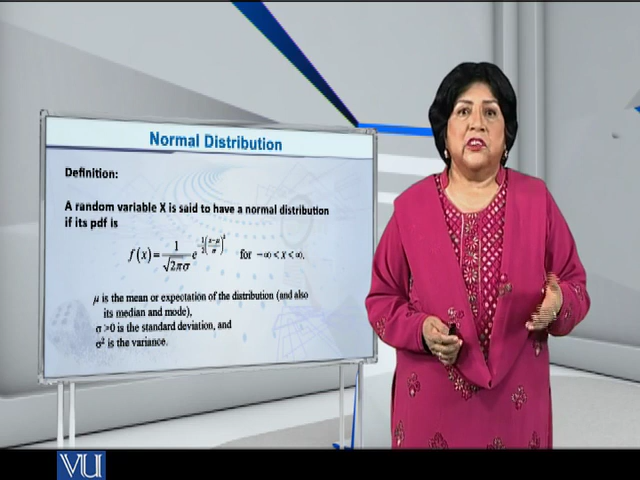 Normal Distribution
Definition:
A random variable X is said to have a normal distribution
if its pdf is
f(x) = 1/√2πσ e^{-1/2((x-μ)/σ)^2} for −∞ < x < ∞.
μ is the mean or expectation of the distribution (and also
its median and mode),
σ >0 is the standard deviation, and
σ² is the variance.
VU